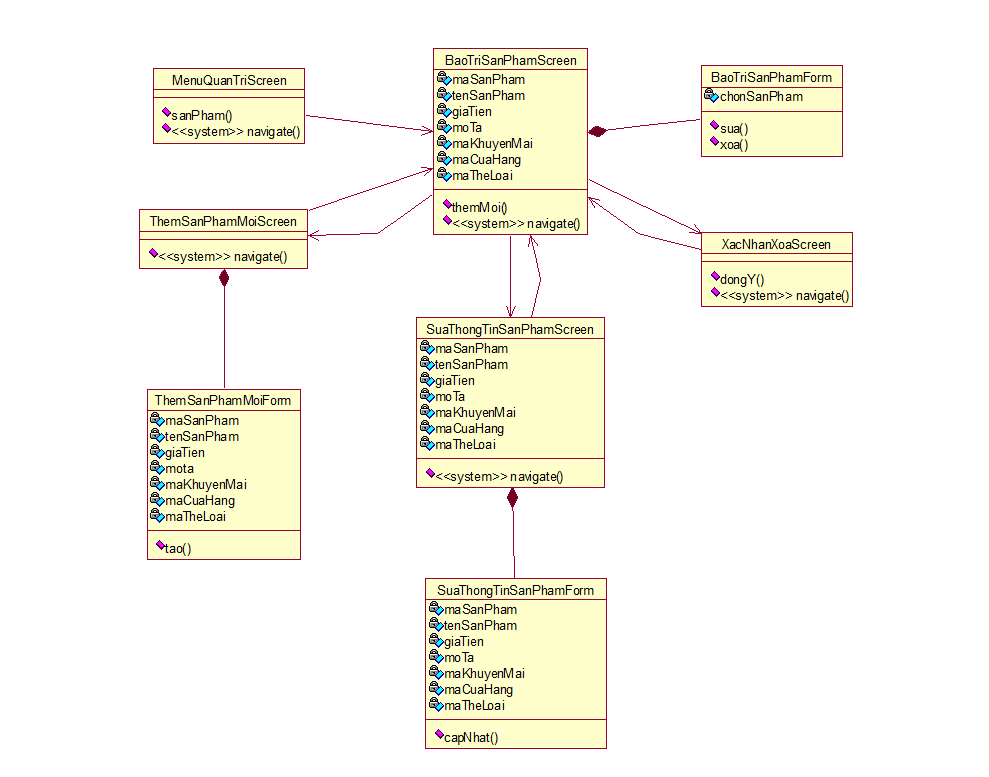 MenuQuanTriScreen
sanPham()
<<system>> navigate()
BaoTriSanPhamScreen
maSanPham
tenSanPham
giaTien
moTa
maKhuyenMai
maCuaHang
maTheLoai
themMoi()
<<system>> navigate()
BaoTriSanPhamForm
chonSanPham
sua()
xoa()
ThemSanPhamMoiScreen
<<system>> navigate()
XacNhanXoaScreen
dongY()
<<system>> navigate()
SuaThongTinSanPhamScreen
maSanPham
tenSanPham
giaTien
moTa
maKhuyenMai
maCuaHang
maTheLoai
<<system>> navigate()
ThemSanPhamMoiForm
maSanPham
tenSanPham
giaTien
mota
maKhuyenMai
maCuaHang
maTheLoai
tao()
SuaThongTinSanPhamForm
maSanPham
tenSanPham
giaTien
moTa
maKhuyenMai
maCuaHang
maTheLoai
capNhat()